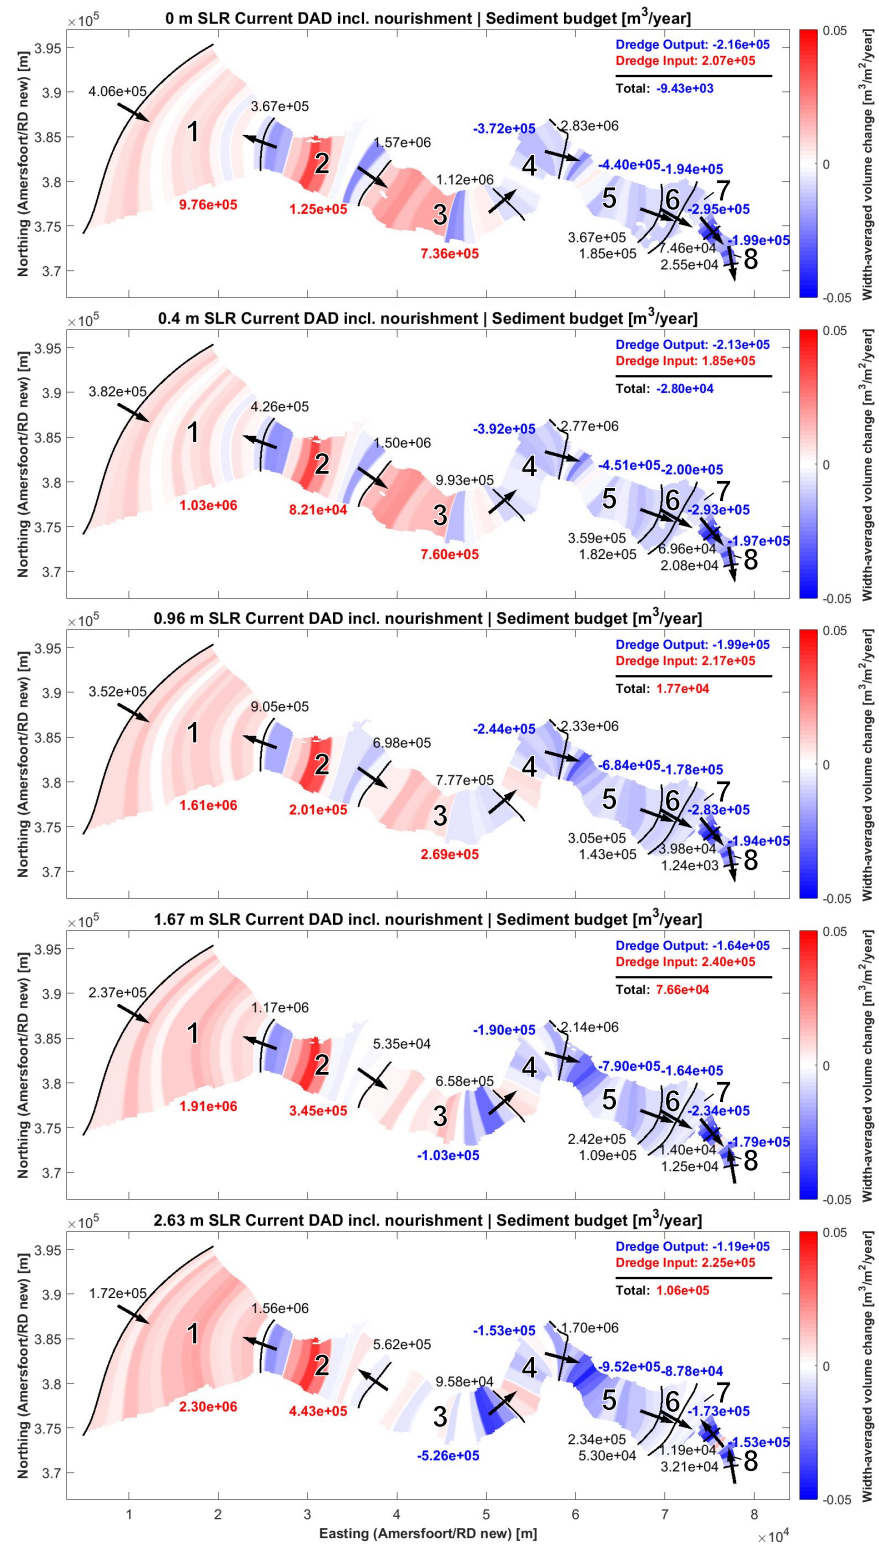 0 m SLR Current DAD incl. nourishment | Sediment budget [m³/year]
×10⁵
Dredge Output: -2.16e+05
Dredge Input: 2.07e+05
Total: -9.43e+03
4.06e+05
1
9.76e+05
3.67e+05
2
1.25e+05
1.57e+06
3
7.36e+05
1.12e+06
-3.72e+05
4
2.83e+06
-4.40e+05
-1.94e+05
5
6
7
-2.95e+05
-1.99e+05
8
3.67e+05
1.85e+05
7.46e+04
2.55e+04
3.95
3.9
3.85
3.8
3.75
3.7
Northing (Amersfoort/RD new) [m]
0.05
0
-0.05
Width-averaged volume change [m³/m²/year]
0.4 m SLR Current DAD incl. nourishment | Sediment budget [m³/year]
×10⁵
Dredge Output: -2.13e+05
Dredge Input: 1.85e+05
Total: -2.80e+04
3.82e+05
1
1.03e+06
4.26e+05
2
8.21e+04
1.50e+06
3
7.60e+05
9.93e+05
-3.92e+05
4
2.77e+06
-4.51e+05
-2.00e+05
5
6
7
-2.93e+05
-1.97e+05
8
3.59e+05
1.82e+05
6.96e+04
2.08e+04
3.95
3.9
3.85
3.8
3.75
3.7
Northing (Amersfoort/RD new) [m]
0.05
0
-0.05
Width-averaged volume change [m³/m²/year]
0.96 m SLR Current DAD incl. nourishment | Sediment budget [m³/year]
×10⁵
Dredge Output: -1.99e+05
Dredge Input: 2.17e+05
Total: 1.77e+04
3.52e+05
1
1.61e+06
9.05e+05
2
2.01e+05
6.98e+05
3
2.69e+05
7.77e+05
-2.44e+05
4
2.33e+06
-6.84e+05
-1.78e+05
5
6
7
-2.83e+05
-1.94e+05
8
3.05e+05
1.43e+05
3.98e+04
1.24e+03
3.95
3.9
3.85
3.8
3.75
3.7
Northing (Amersfoort/RD new) [m]
0.05
0
-0.05
Width-averaged volume change [m³/m²/year]
1.67 m SLR Current DAD incl. nourishment | Sediment budget [m³/year]
×10⁵
Dredge Output: -1.64e+05
Dredge Input: 2.40e+05
Total: 7.66e+04
2.37e+05
1
1.91e+06
1.17e+06
2
3.45e+05
5.35e+04
3
-1.03e+05
6.58e+05
-1.90e+05
4
2.14e+06
-7.90e+05
-1.64e+05
5
6
7
-2.34e+05
-1.79e+05
8
2.42e+05
1.09e+05
1.40e+04
1.25e+04
3.95
3.9
3.85
3.8
3.75
3.7
Northing (Amersfoort/RD new) [m]
0.05
0
-0.05
Width-averaged volume change [m³/m²/year]
2.63 m SLR Current DAD incl. nourishment | Sediment budget [m³/year]
×10⁵
Dredge Output: -1.19e+05
Dredge Input: 2.25e+05
Total: 1.06e+05
1.72e+05
1
2.30e+06
1.56e+06
2
4.43e+05
5.62e+05
3
-5.26e+05
9.58e+04
-1.53e+05
4
1.70e+06
-9.52e+05
-8.78e+04
5
6
7
-1.73e+05
-1.53e+05
8
2.34e+05
5.30e+04
1.19e+04
3.21e+04
3.95
3.9
3.85
3.8
3.75
3.7
Northing (Amersfoort/RD new) [m]
0.05
0
-0.05
Width-averaged volume change [m³/m²/year]
1 2 3 4 5 6 7 8
Easting (Amersfoort/RD new) [m]
×10⁴